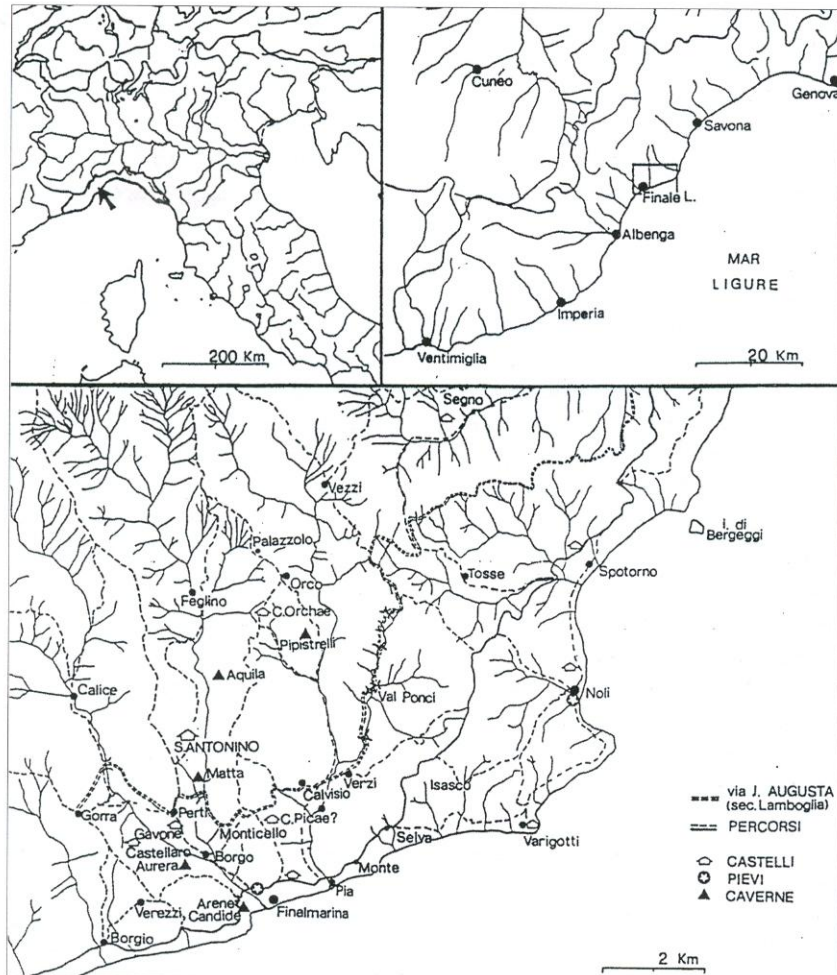 200 Km
Cunéo
Genova
Savona
Finale L.
Albenga
MAR
LIGURE
Imperia
Ventimiglia
20 Km
Segno
Vezzi
i. di
Bergeggi
Palazzolo
Orco
Tosse
Spotorno
Feglino
C.Orchae
Pipistrelli
Aquila
Val Ponci
Noli
Calice
S.ANTONINO
Matta
Verzi
Calvisio
Isasco
Gorra
Perti
C.Picae?
Gavone
Monticello
Selva
Varigotti
Castellaro
Borgo
Aurera
Monte
Pia
Arene
Candide
Finalmarina
Verezzi
Borgio
via J. AUGUSTA
(sec. Lamboglia)
PERCORSI
CASTELLI
PIEVI
CAVERNE
2 Km